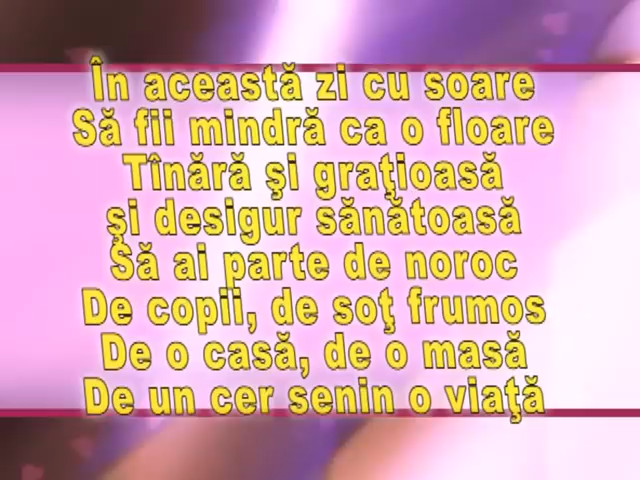 În această zi cu soare
Să fii mindră ca o floare
Tînără şi graţioasă
şi desigur sănătoasă
Să ai parte de noroc
De copii, de soţ frumos
De o casă, de o masă
De un cer senin o viaţă